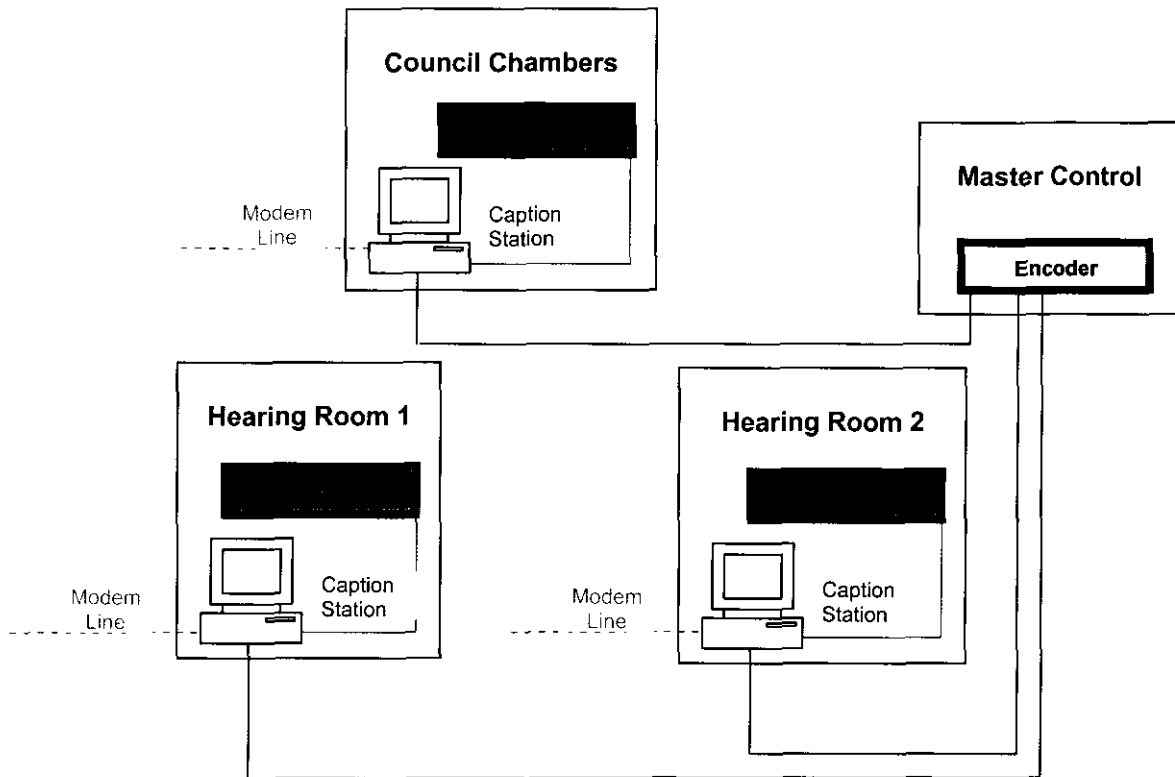 Council Chambers
Modem
Line
Caption
Station
Master Control
Encoder
Hearing Room 1
Modem
Line
Caption
Station
Hearing Room 2
Modem
Line
Caption
Station